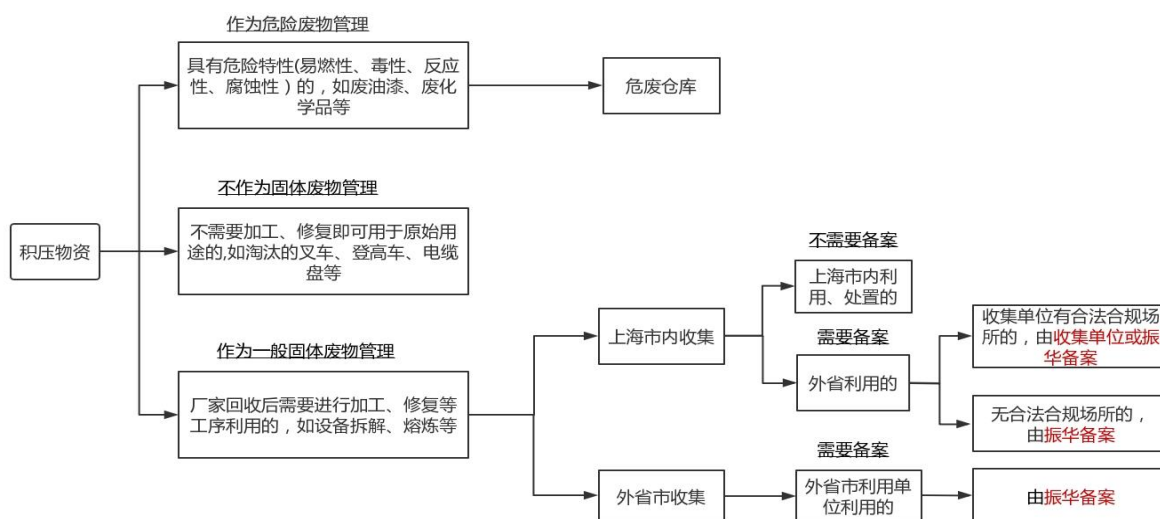 作为危险废物管理
具有危险特性(易燃性、毒性、反应
性、腐蚀性）的，如废油漆、废化
学品等
危废仓库
不作为固体废物管理
不需要加工、修复即可用于原始用
途的,如淘汰的叉车、登高车、电缆
盘等
积压物资
作为一般固体废物管理
厂家回收后需要进行加工、修复等
工序利用的，如设备拆解、熔炼等
上海市内收集
不需要备案
上海市内利
用、处置的
需要备案
外省利用的
收集单位有合法合规场
所的，由收集单位或振
华备案
无合法合规场所的，
由振华备案
外省市收集
需要备案
外省市利用单
位利用的
由振华备案